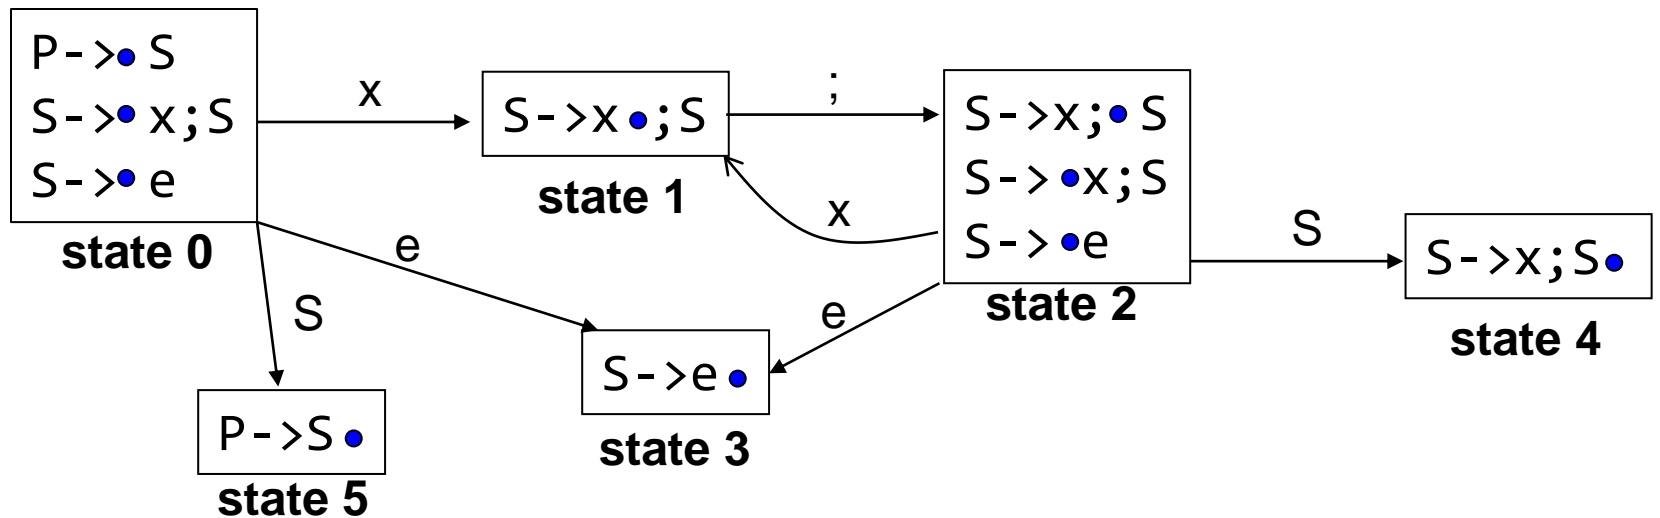 P->• S
S->• x;S
S->• e
state 0
x
S->x•;S
state 1
;
S->x;• S
S-> •x;S
S-> •e
state 2
x
e
S
e
S
S->x;S•
state 4
S->e•
state 3
P->S•
state 5